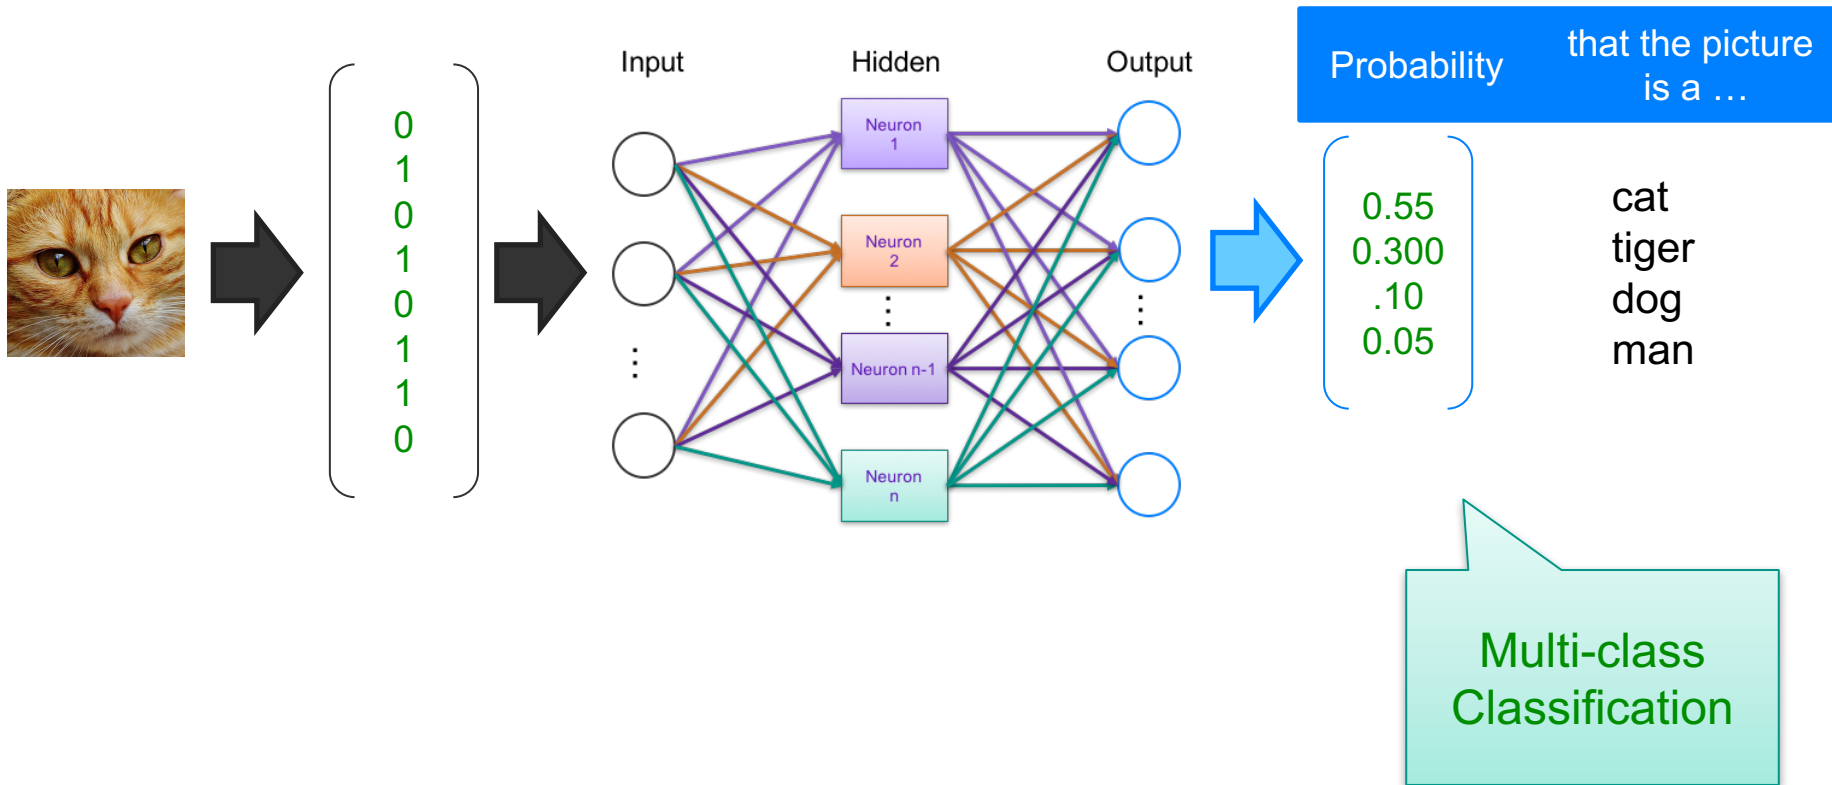 0
1
0
1
0
1
1
0
Input
Hidden
Output
Neuron
1
Neuron
2
⋮
Neuron n-1
Neuron
n
⋮
⋮
Probability
that the picture
is a …
0.55
0.300
.10
0.05
cat
tiger
dog
man
Multi-class
Classification